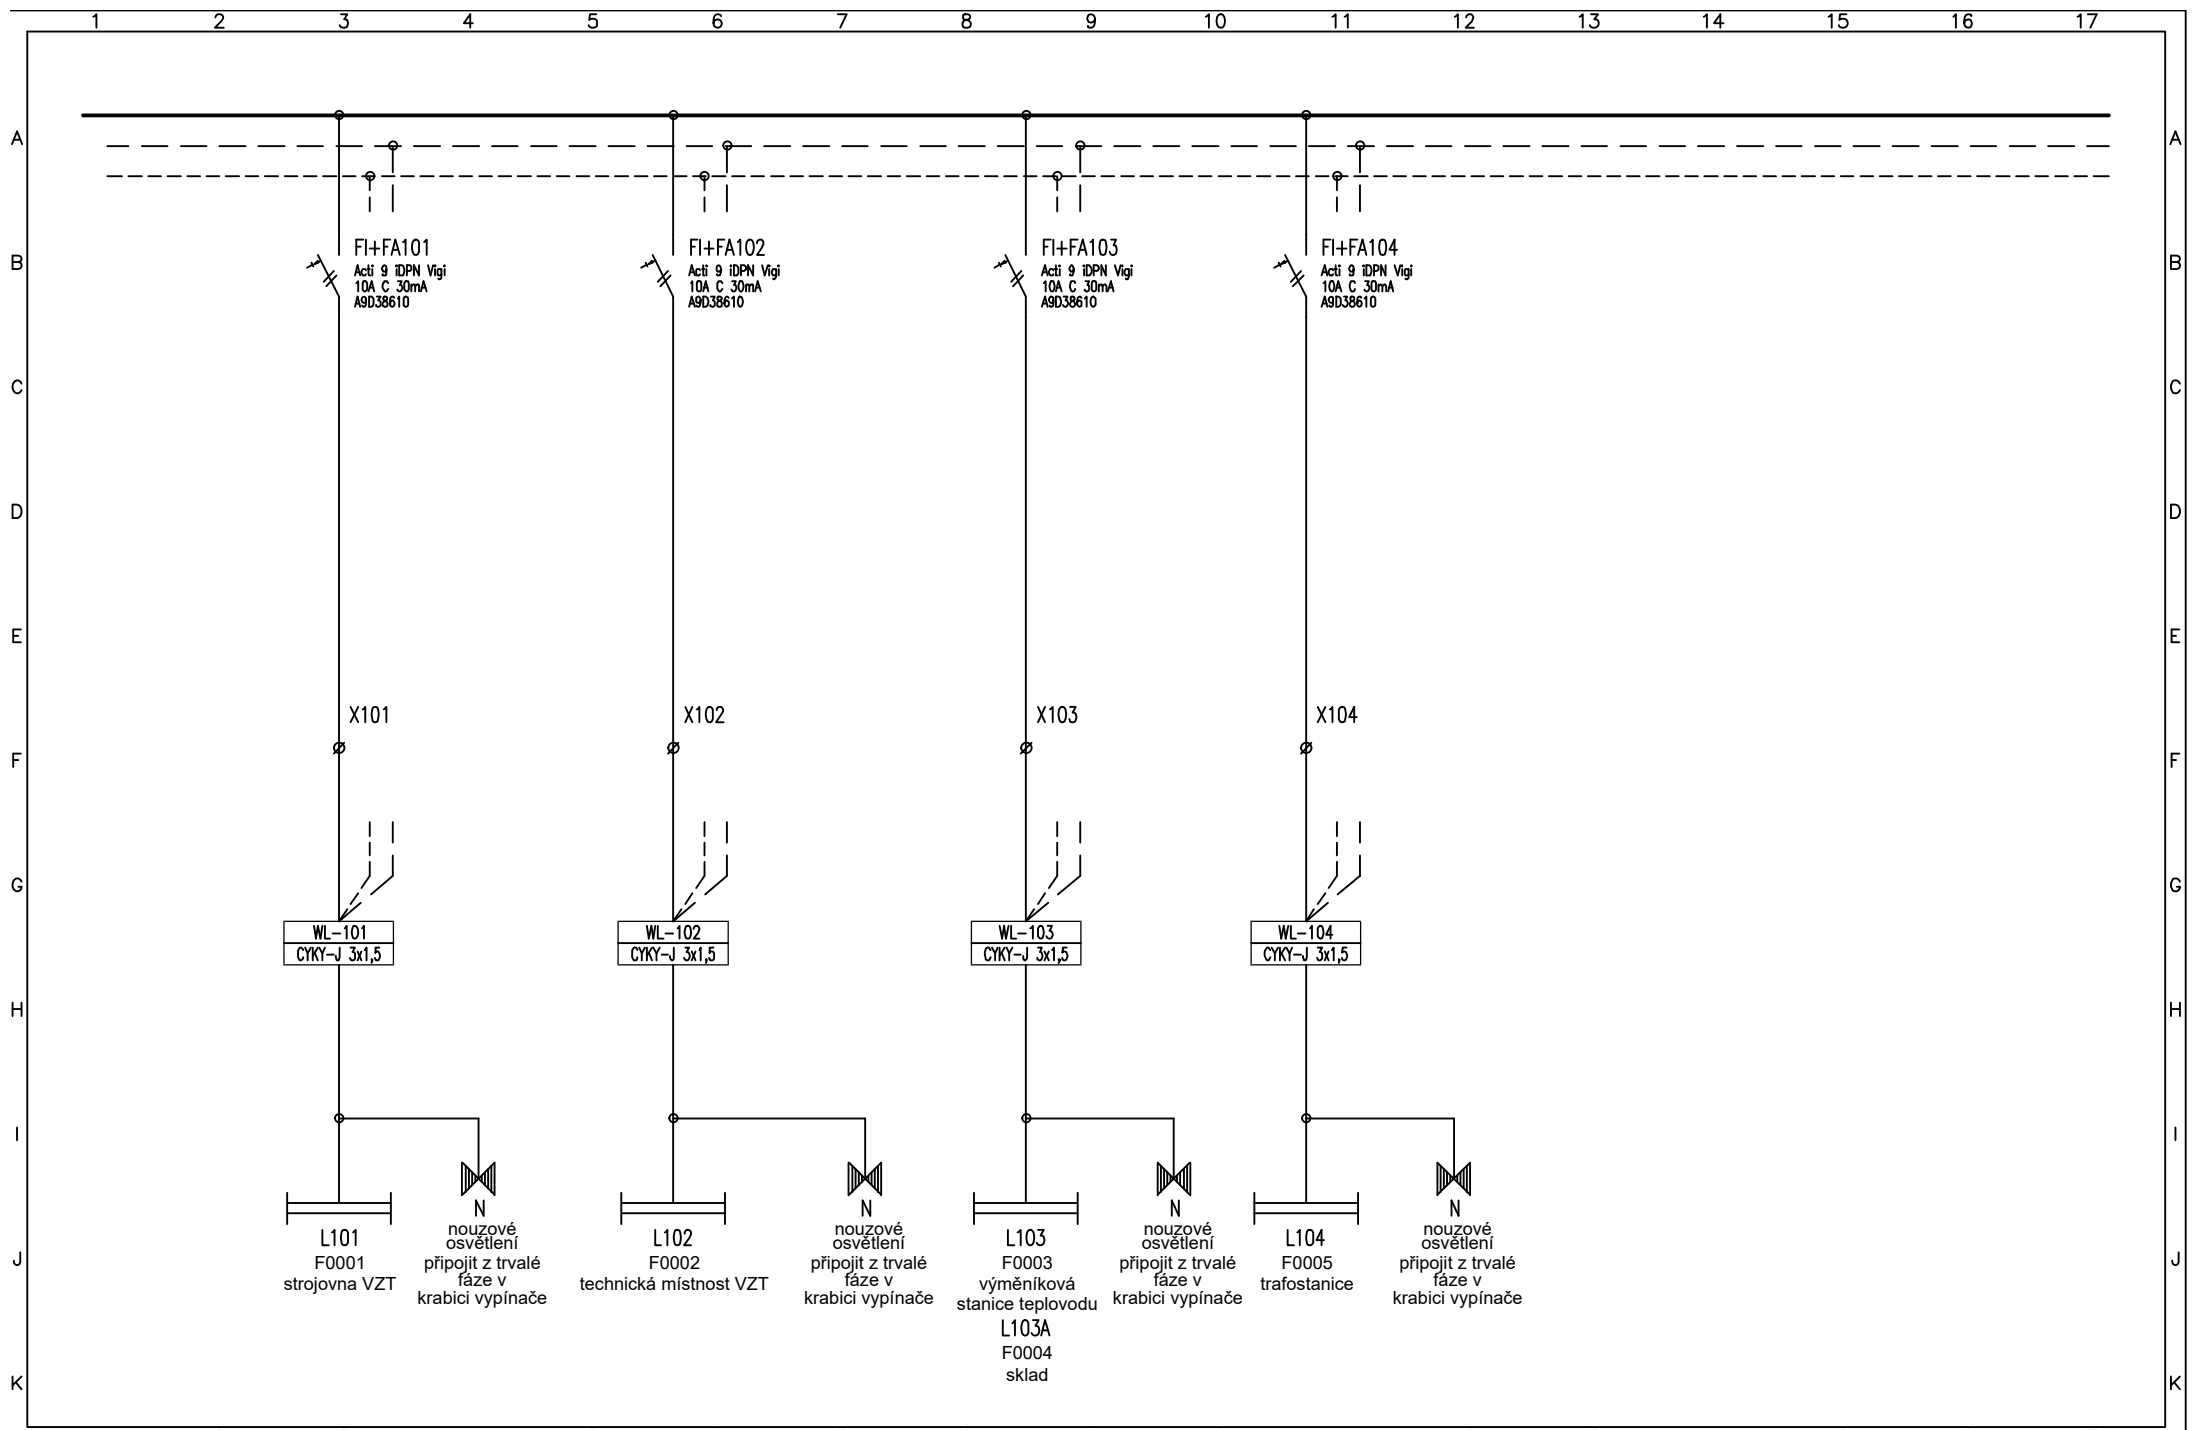 1 2 3 4 5 6 7 8 9 10 11 12 13 14 15 16 17
A A
FI+FA101 FI+FA102 FI+FA103 FI+FA104
B B
Acti 9 iDPN Vigi Acti 9 iDPN Vigi Acti 9 iDPN Vigi Acti 9 iDPN Vigi
10A C 30mA 10A C 30mA 10A C 30mA 10A C 30mA
A9D38610 A9D38610 A9D38610 A9D38610
C C
D D
E E
X101 X102 X103 X104
F F
G G
WL-101 WL-102 WL-103 WL-104
CYKY-J 3x1,5 CYKY-J 3x1,5 CYKY-J 3x1,5 CYKY-J 3x1,5
H H
I I
N N N N
L101
F0001
strojovna VZT
nouzové
osvětlení
připojit z trvalé
fáze v
krabici vypínače
L102
F0002
technická místnost VZT
nouzové
osvětlení
připojit z trvalé
fáze v
krabici vypínače
L103
F0003
výměníková
stanice teplovodu
L103A
F0004
sklad
nouzové
osvětlení
připojit z trvalé
fáze v
krabici vypínače
L104
F0005
trafostanice
nouzové
osvětlení
připojit z trvalé
fáze v
krabici vypínače
J J
K K